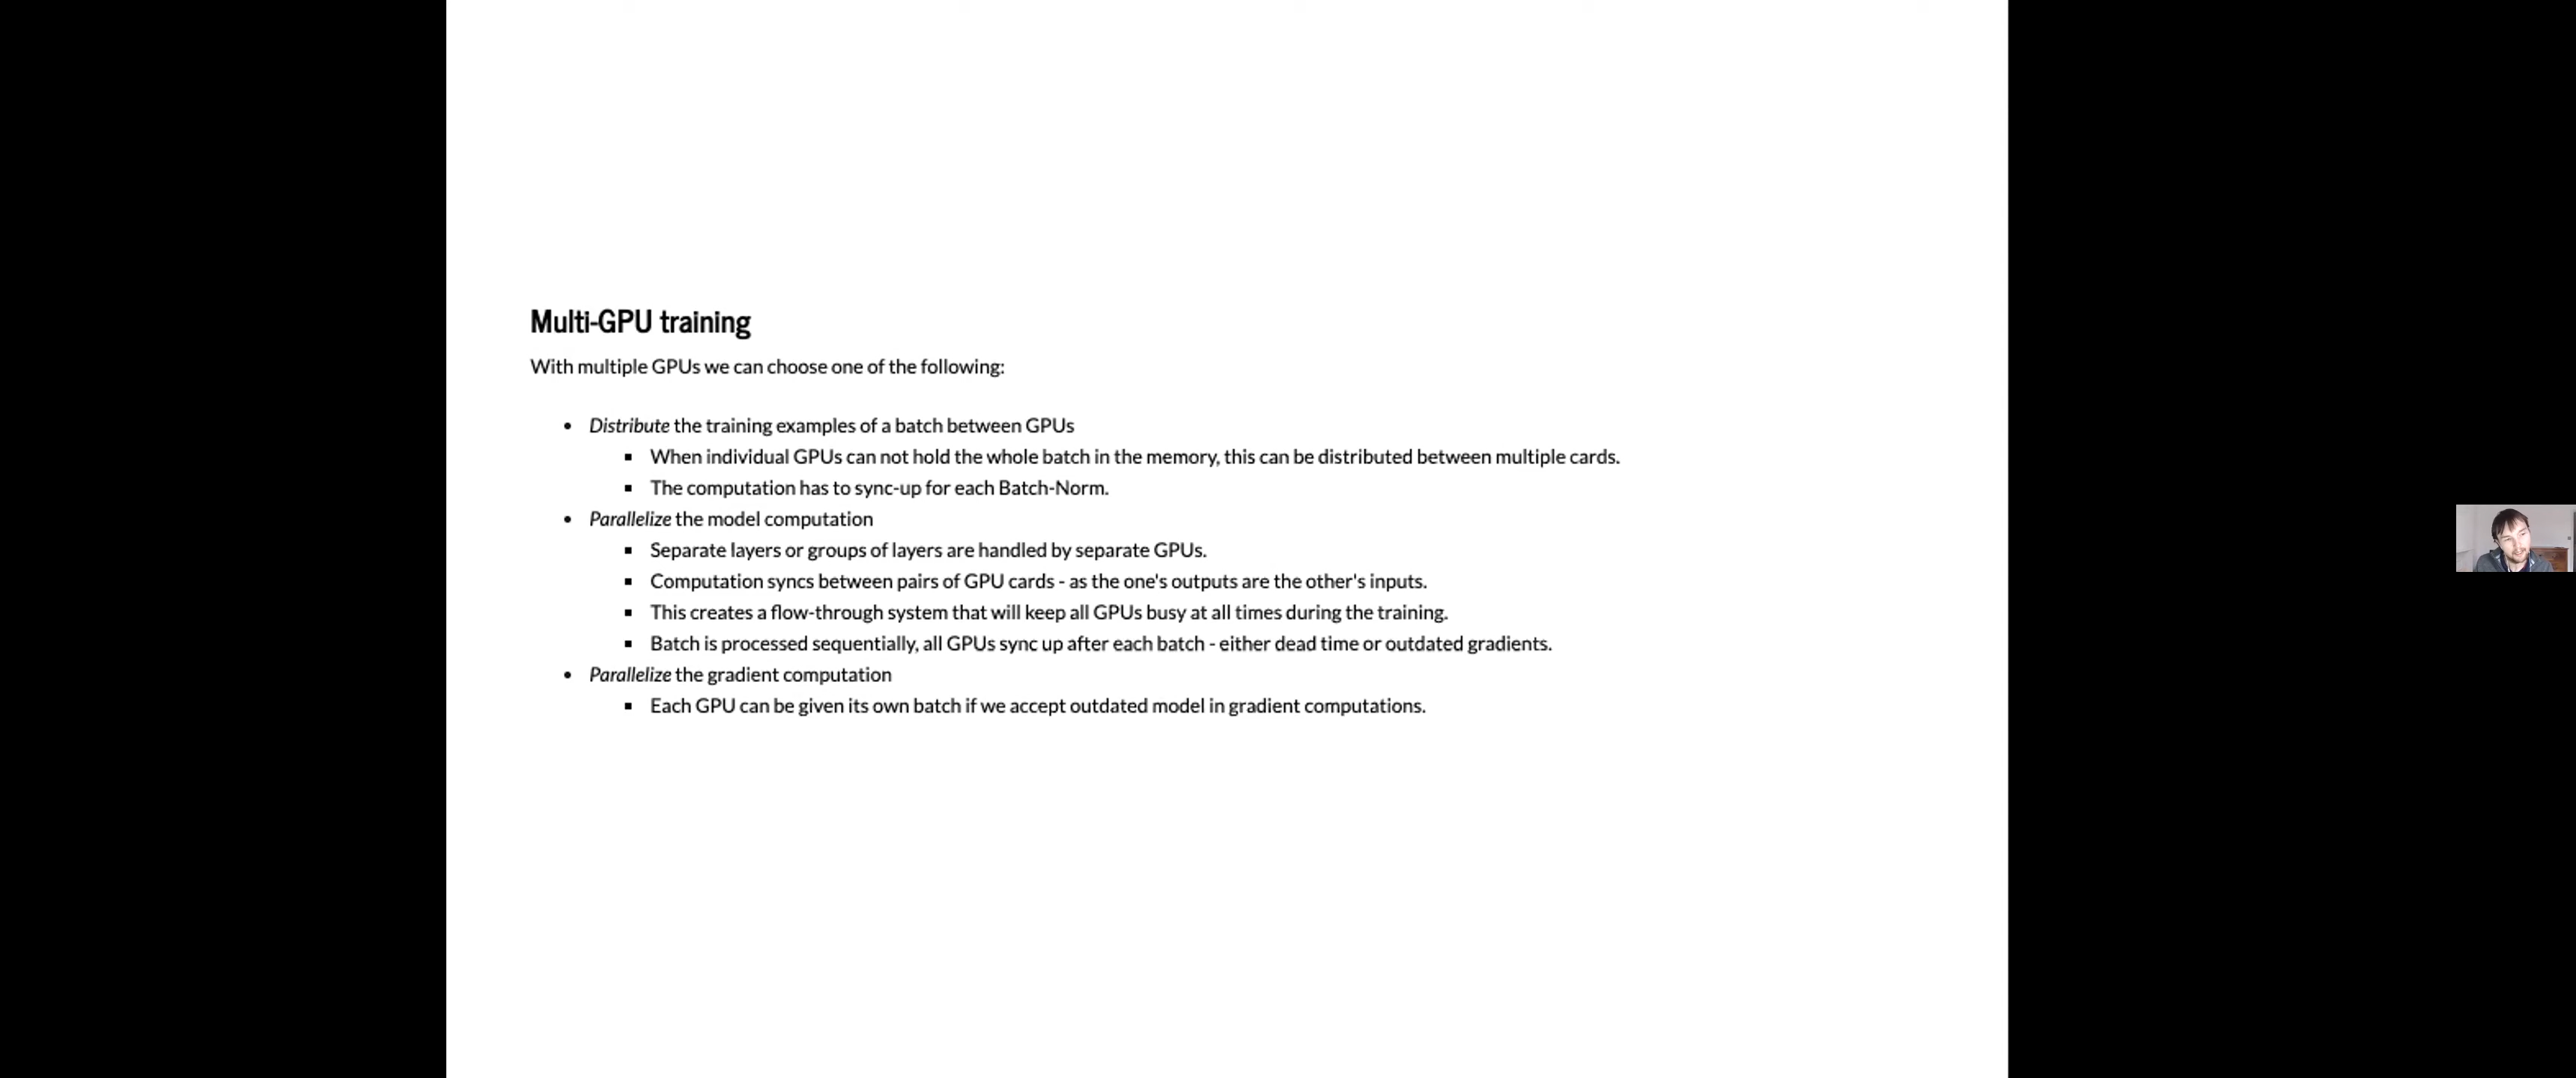 Multi-GPU training
With multiple GPUs we can choose one of the following:
• Distribute the training examples of a batch between GPUs
▪ When individual GPUs can not hold the whole batch in the memory, this can be distributed between multiple cards.
▪ The computation has to sync-up for each Batch-Norm.
• Parallelize the model computation
▪ Separate layers or groups of layers are handled by separate GPUs.
▪ Computation syncs between pairs of GPU cards - as the one's outputs are the other's inputs.
▪ This creates a flow-through system that will keep all GPUs busy at all times during the training.
▪ Batch is processed sequentially, all GPUs sync up after each batch - either dead time or outdated gradients.
• Parallelize the gradient computation
▪ Each GPU can be given its own batch if we accept outdated model in gradient computations.